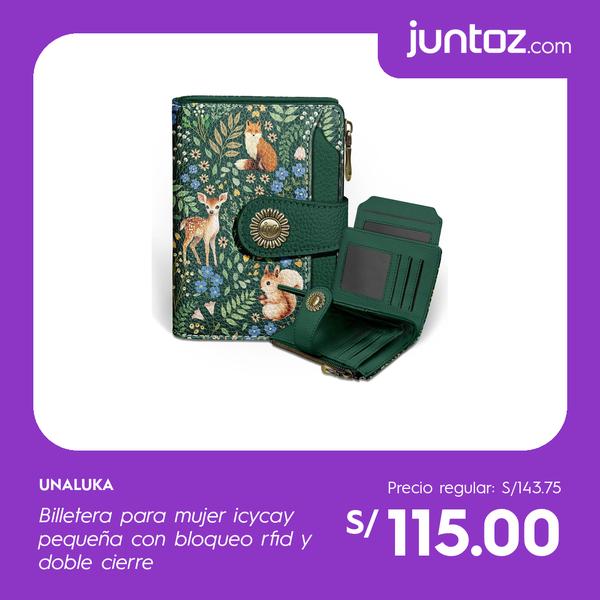 juntoz.com
UNALUKA
Billetera para mujer icycay
pequeña con bloqueo rfid y
doble cierre
Precio regular: S/143.75
S/115.00